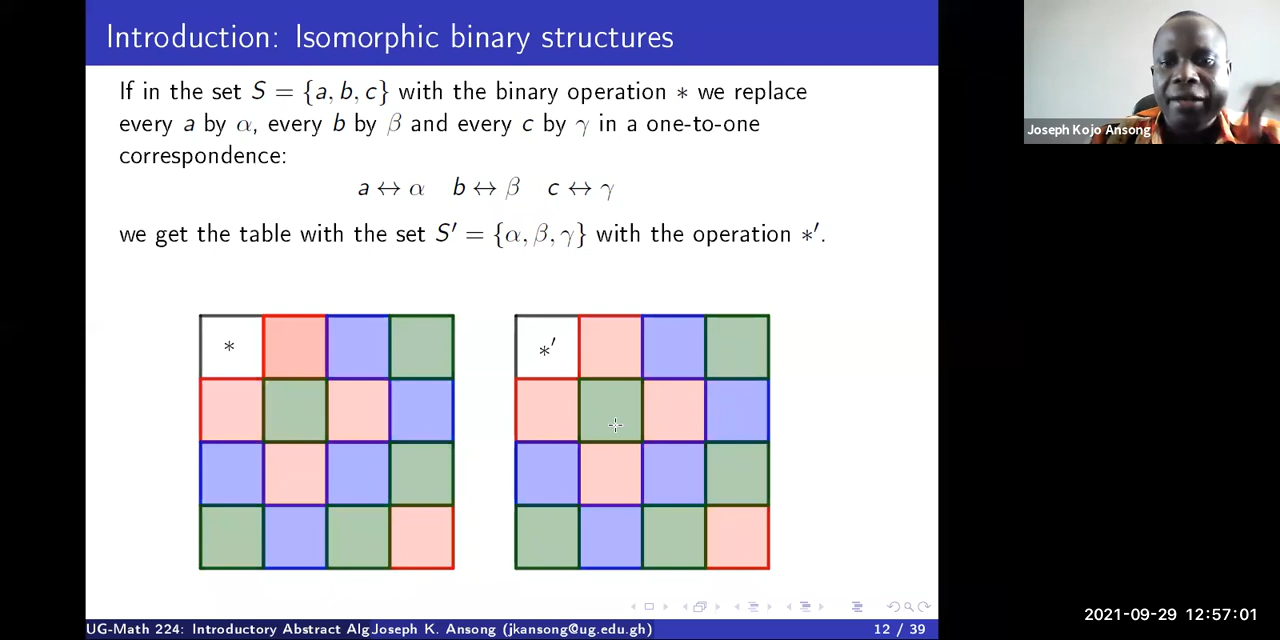 Introduction: Isomorphic binary structures
If in the set S = {a, b, c} with the binary operation * we replace
every a by α, every b by β and every c by γ in a one-to-one
correspondence:
a ↔ α b ↔ β c ↔ γ
we get the table with the set S′ = {α, β, γ} with the operation *′.
*
*′
Joseph Kojo Ansong
UG-Math 224: Introductory Abstract Alg Joseph K. Ansong (jkansong@ug.edu.gh)
12 / 39
2021-09-29 12:57:01